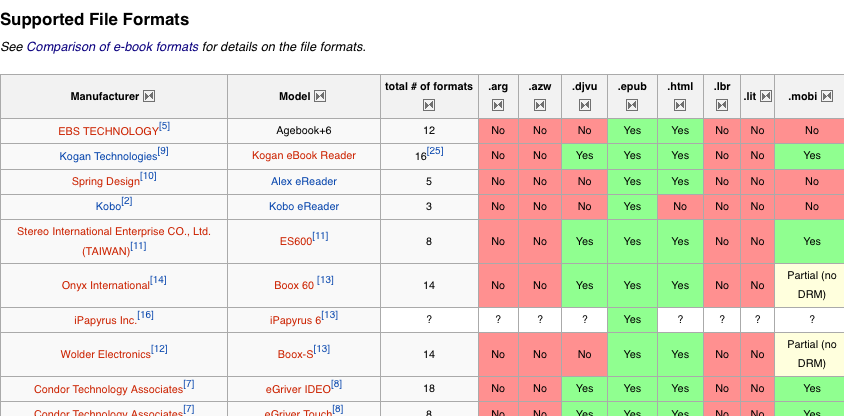 Supported File Formats
See Comparison of e-book formats for details on the file formats.
Manufacturer Model total # of formats .arg .azw .djvu .epub .html .lbr .lit .mobi
EBS TECHNOLOGY[5] Agebook+6 12 No No No Yes Yes No No No
Kogan Technologies[9] Kogan eBook Reader 16[25] No No Yes Yes Yes No No Yes
Spring Design[10] Alex eReader 5 No No No Yes Yes No No No
Kobo[2] Kobo eReader 3 No No No Yes No No No No
Stereo International Enterprise CO., Ltd.
(TAIWAN)[11] ES600[11] 8 No No Yes Yes Yes No No Yes
Onyx International[14] Boox 60 [13] 14 No No Yes Yes Yes No No Partial (no
DRM)
iPapyrus Inc.[16] iPapyrus 6[13] ? ? ? ? Yes ? ? ? ?
Wolder Electronics[12] Boox-S[13] 14 No No No Yes Yes No No Partial (no
DRM)
Condor Technology Associates[7] eGriver IDEO[8] 18 No No Yes Yes Yes No No Yes
Condor Technology Associates[7] eGriver Touch[8] 8 No No Yes Yes Yes No No Yes